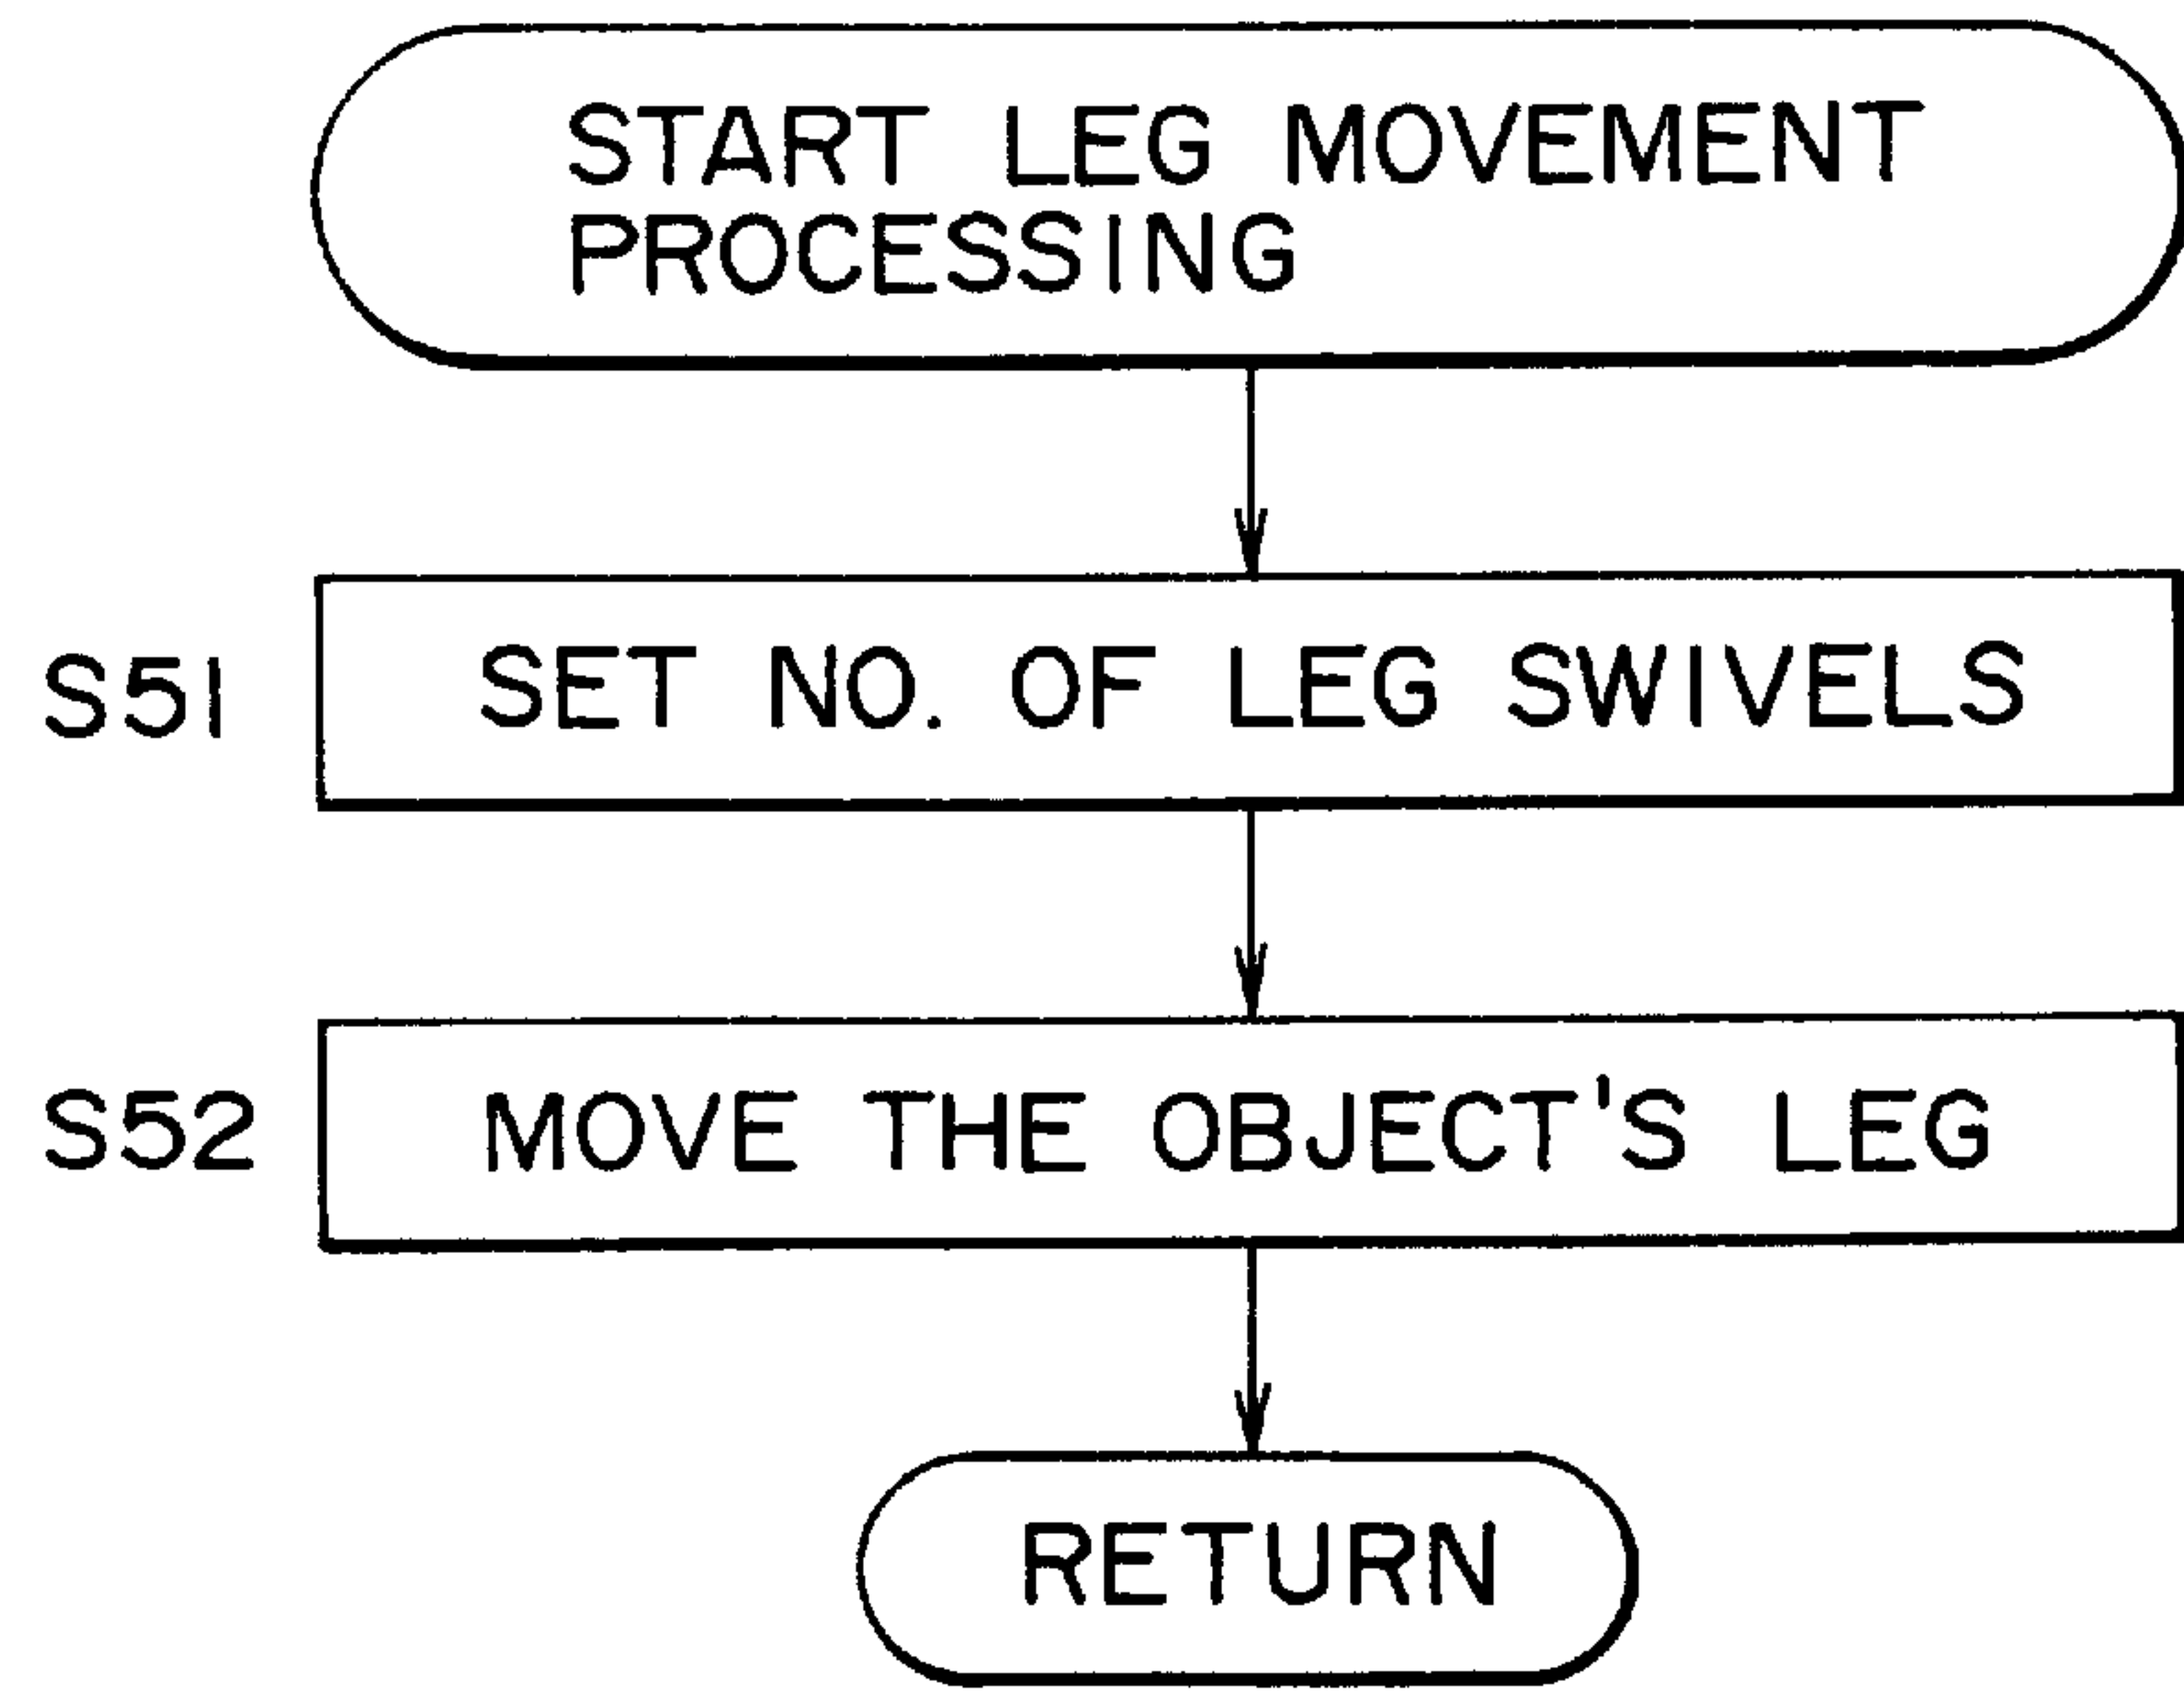 START LEG MOVEMENT
PROCESSING
S51
SET NO. OF LEG SWIVELS
S52
MOVE THE OBJECT'S LEG
RETURN